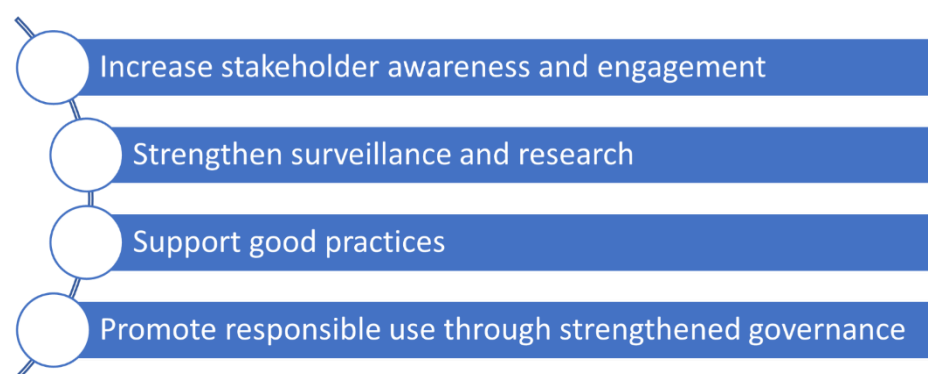 Increase stakeholder awareness and engagement
Strengthen surveillance and research
Support good practices
Promote responsible use through strengthened governance